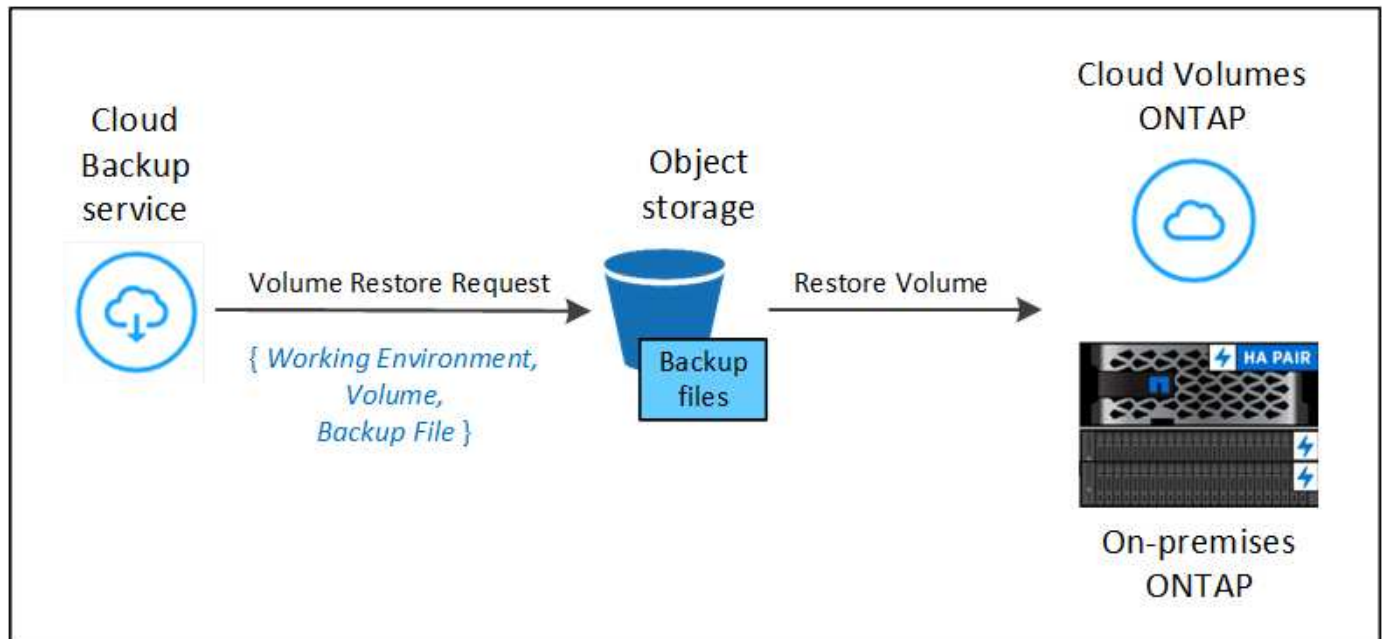 Cloud
Backup
service
Volume Restore Request
{ Working Environment,
Volume,
Backup File }
Object
storage
Backup
files
Restore Volume
Cloud Volumes
ONTAP
HA PAIR
On-premises
ONTAP